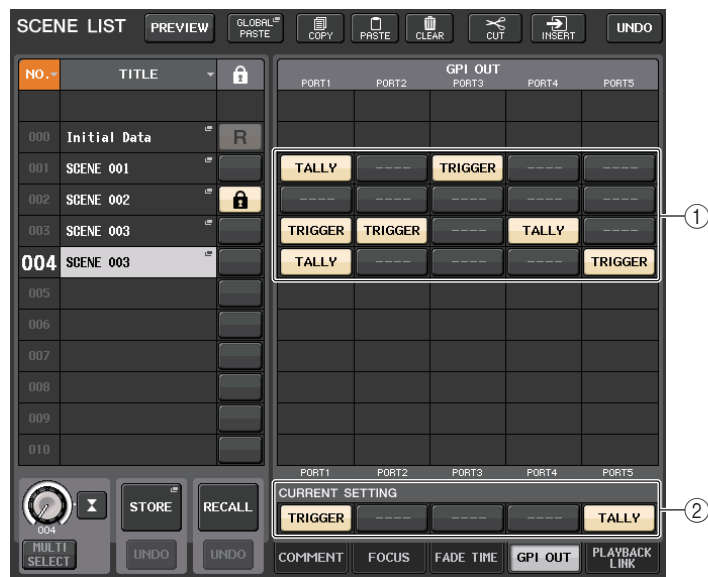 SCENE LIST PREVIEW GLOBAL PASTE COPY PASTE CLEAR CUT INSERT UNDO
NO. TITLE GPI OUT
PORT1 PORT2 PORT3 PORT4 PORT5
000 Initial Data R
001 SCENE 001 TALLY ---- TRIGGER ---- ----
002 SCENE 002 ---- ---- ---- ---- ----
003 SCENE 003 TRIGGER TRIGGER ---- TALLY ----
004 SCENE 003 TALLY ---- ---- ---- TRIGGER
005
006
007
008
009
010
①
PORT1 PORT2 PORT3 PORT4 PORT5
CURRENT SETTING
TRIGGER ---- ---- ---- TALLY
②
004 STORE RECALL
MULTI SELECT UNDO UNDO
COMMENT FOCUS FADE TIME GPI OUT PLAYBACK LINK